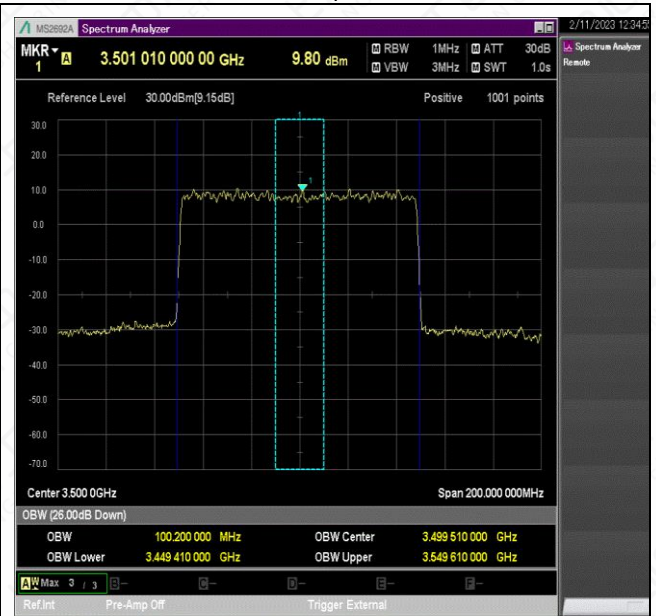 MS2692A Spectrum Analyzer 2/11/2023 12:34:5
MKR 1 A 3.501 010 000 00 GHz 9.80 dBm M RBW 1MHz M ATT 30dB
M VBW 3MHz M SWT 1.0s
Spectrum Analyzer
Remote
Reference Level 30.00dBm[9.15dB] Positive 1001 points
1
30.0
20.0
1
10.0
0.0
-10.0
-20.0
-30.0
-40.0
-50.0
-60.0
-70.0
Center 3.500 0GHz Span 200.000 000MHz
OBW (26.00dB Down)
OBW 100.200 000 MHz OBW Center 3.499 510 000 GHz
OBW Lower 3.449 410 000 GHz OBW Upper 3.549 610 000 GHz
A W Max 3 / 3 B- C- D- E- F-
Ref.Int Pre-Amp Off Trigger External